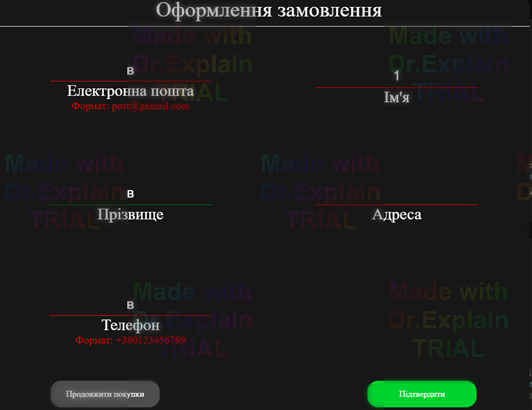 Оформлення замовлення
Made with
Dr.Explain
TRIAL
Made with
Dr.Explain
TRIAL
в
Електронна пошта
Формат: post@gamail.com
1
Ім'я
Made with
Dr.Explain
TRIAL
Made with
Dr.Explain
TRIAL
в
Прізвище
Адреса
Made with
Dr.Explain
TRIAL
Made with
Dr.Explain
TRIAL
в
Телефон
Формат: +380123456789
Продовжити покупки
Підтвердити